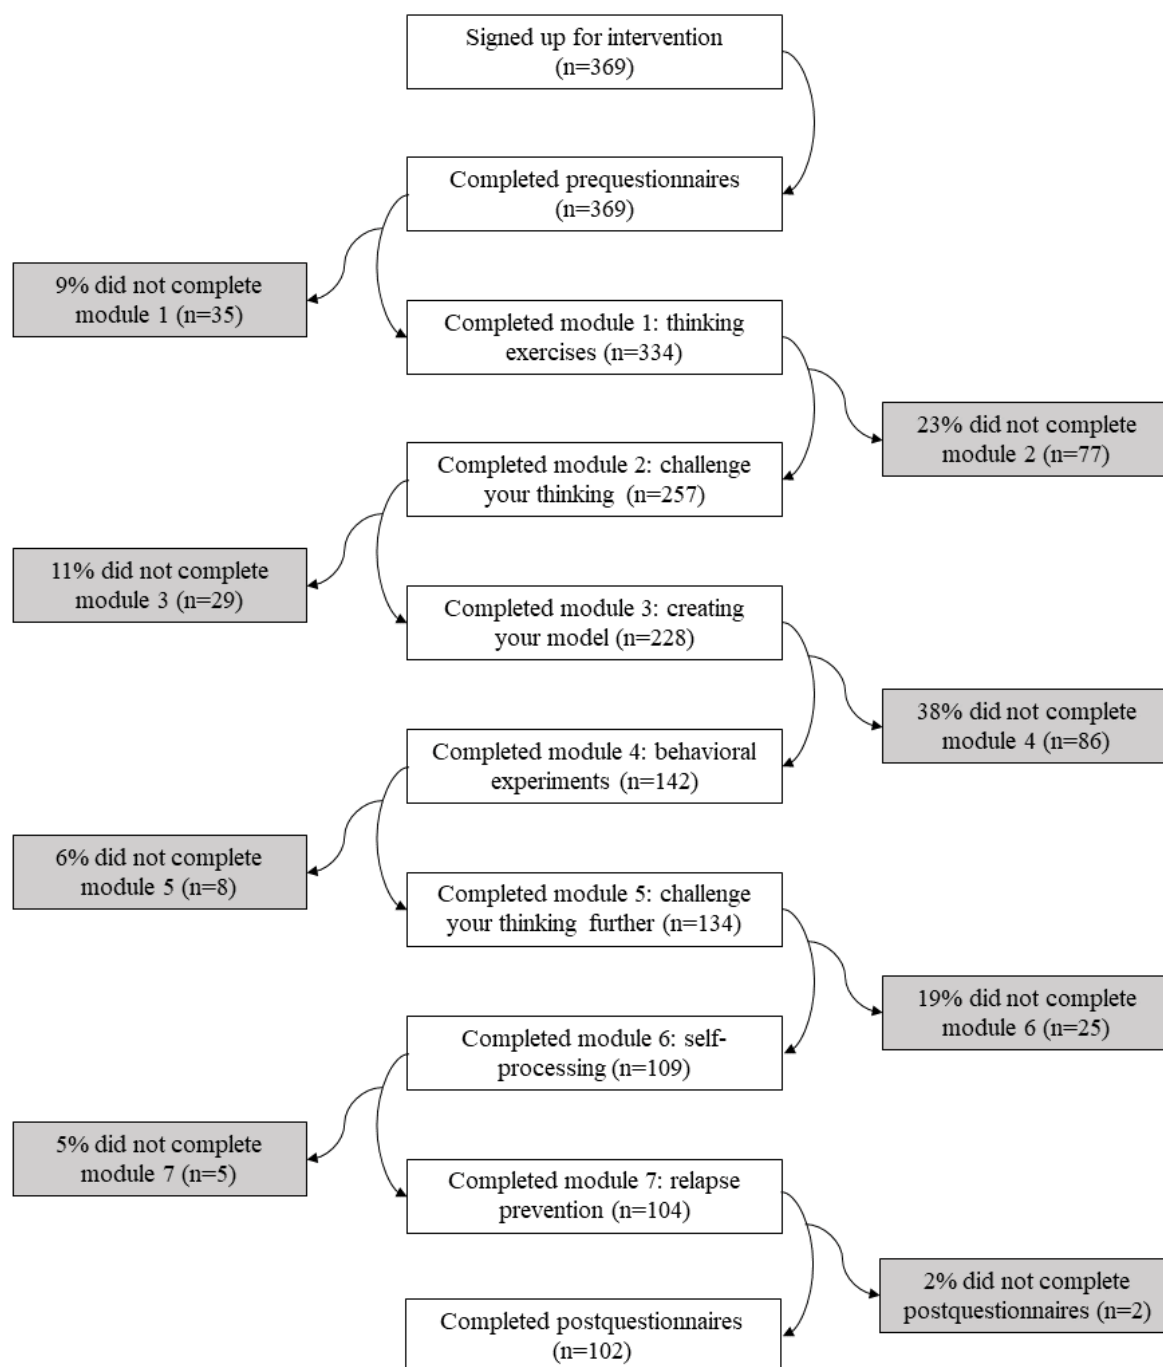 Signed up for intervention
(n=369)
Completed prequestionnaires
(n=369)
9% did not complete
module 1 (n=35)
Completed module 1: thinking
exercises (n=334)
23% did not complete
module 2 (n=77)
Completed module 2: challenge
your thinking (n=257)
11% did not complete
module 3 (n=29)
Completed module 3: creating
your model (n=228)
38% did not complete
module 4 (n=86)
Completed module 4: behavioral
experiments (n=142)
6% did not complete
module 5 (n=8)
Completed module 5: challenge
your thinking further (n=134)
19% did not complete
module 6 (n=25)
Completed module 6: self-
processing (n=109)
5% did not complete
module 7 (n=5)
Completed module 7: relapse
prevention (n=104)
2% did not complete
postquestionnaires (n=2)
Completed postquestionnaires
(n=102)